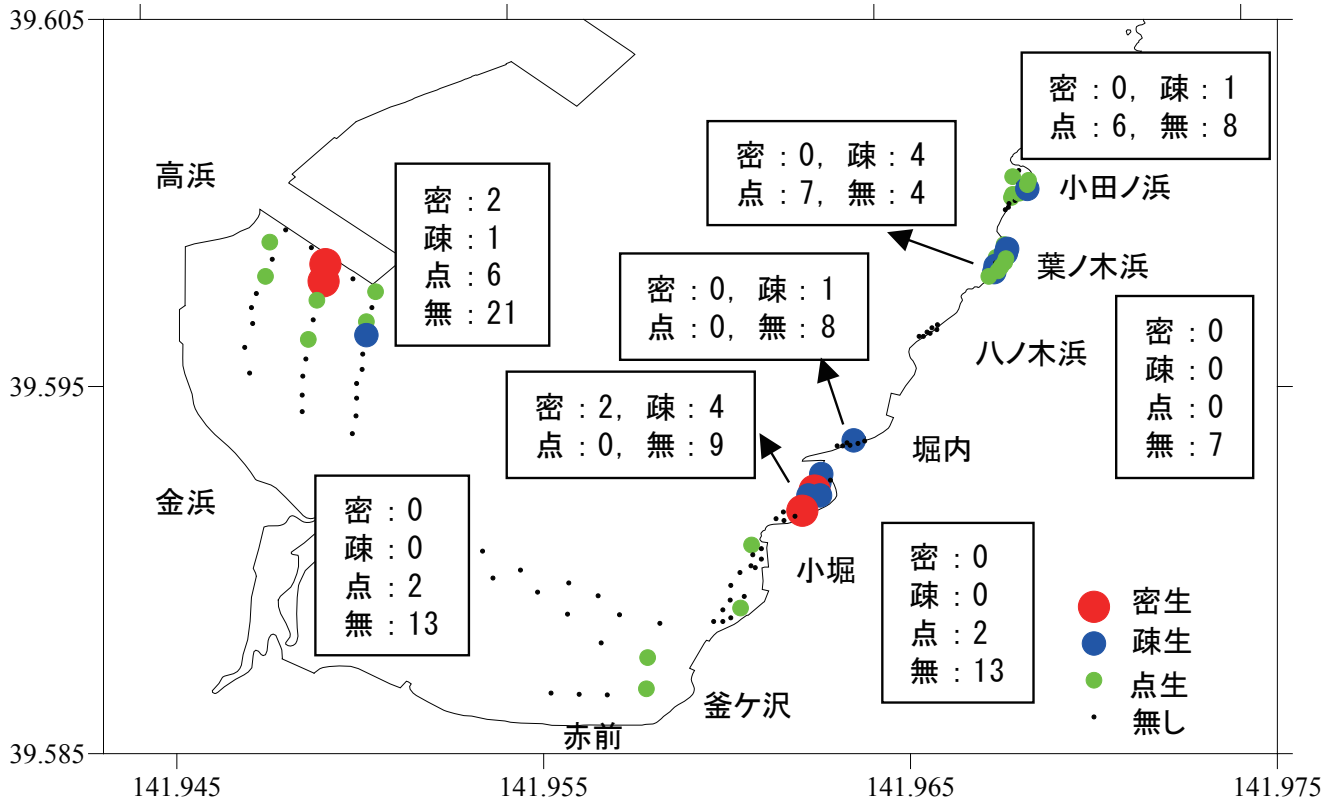 39.605
密 : 0, 疎 : 1
点 : 6, 無 : 8
密 : 0, 疎 : 4
点 : 7, 無 : 4
高浜
小田ノ浜
密 : 2
疎 : 1
点 : 6
無 : 21
葉ノ木浜
密 : 0, 疎 : 1
点 : 0, 無 : 8
八ノ木浜
密 : 0
疎 : 0
点 : 0
無 : 7
39.595
密 : 2, 疎 : 4
点 : 0, 無 : 9
堀内
金浜
密 : 0
疎 : 0
点 : 2
無 : 13
小堀
密 : 0
疎 : 0
点 : 2
無 : 13
密生
疎生
点生
無し
釜ケ沢
赤前
39.585
141.945
141.955
141.965
141.975